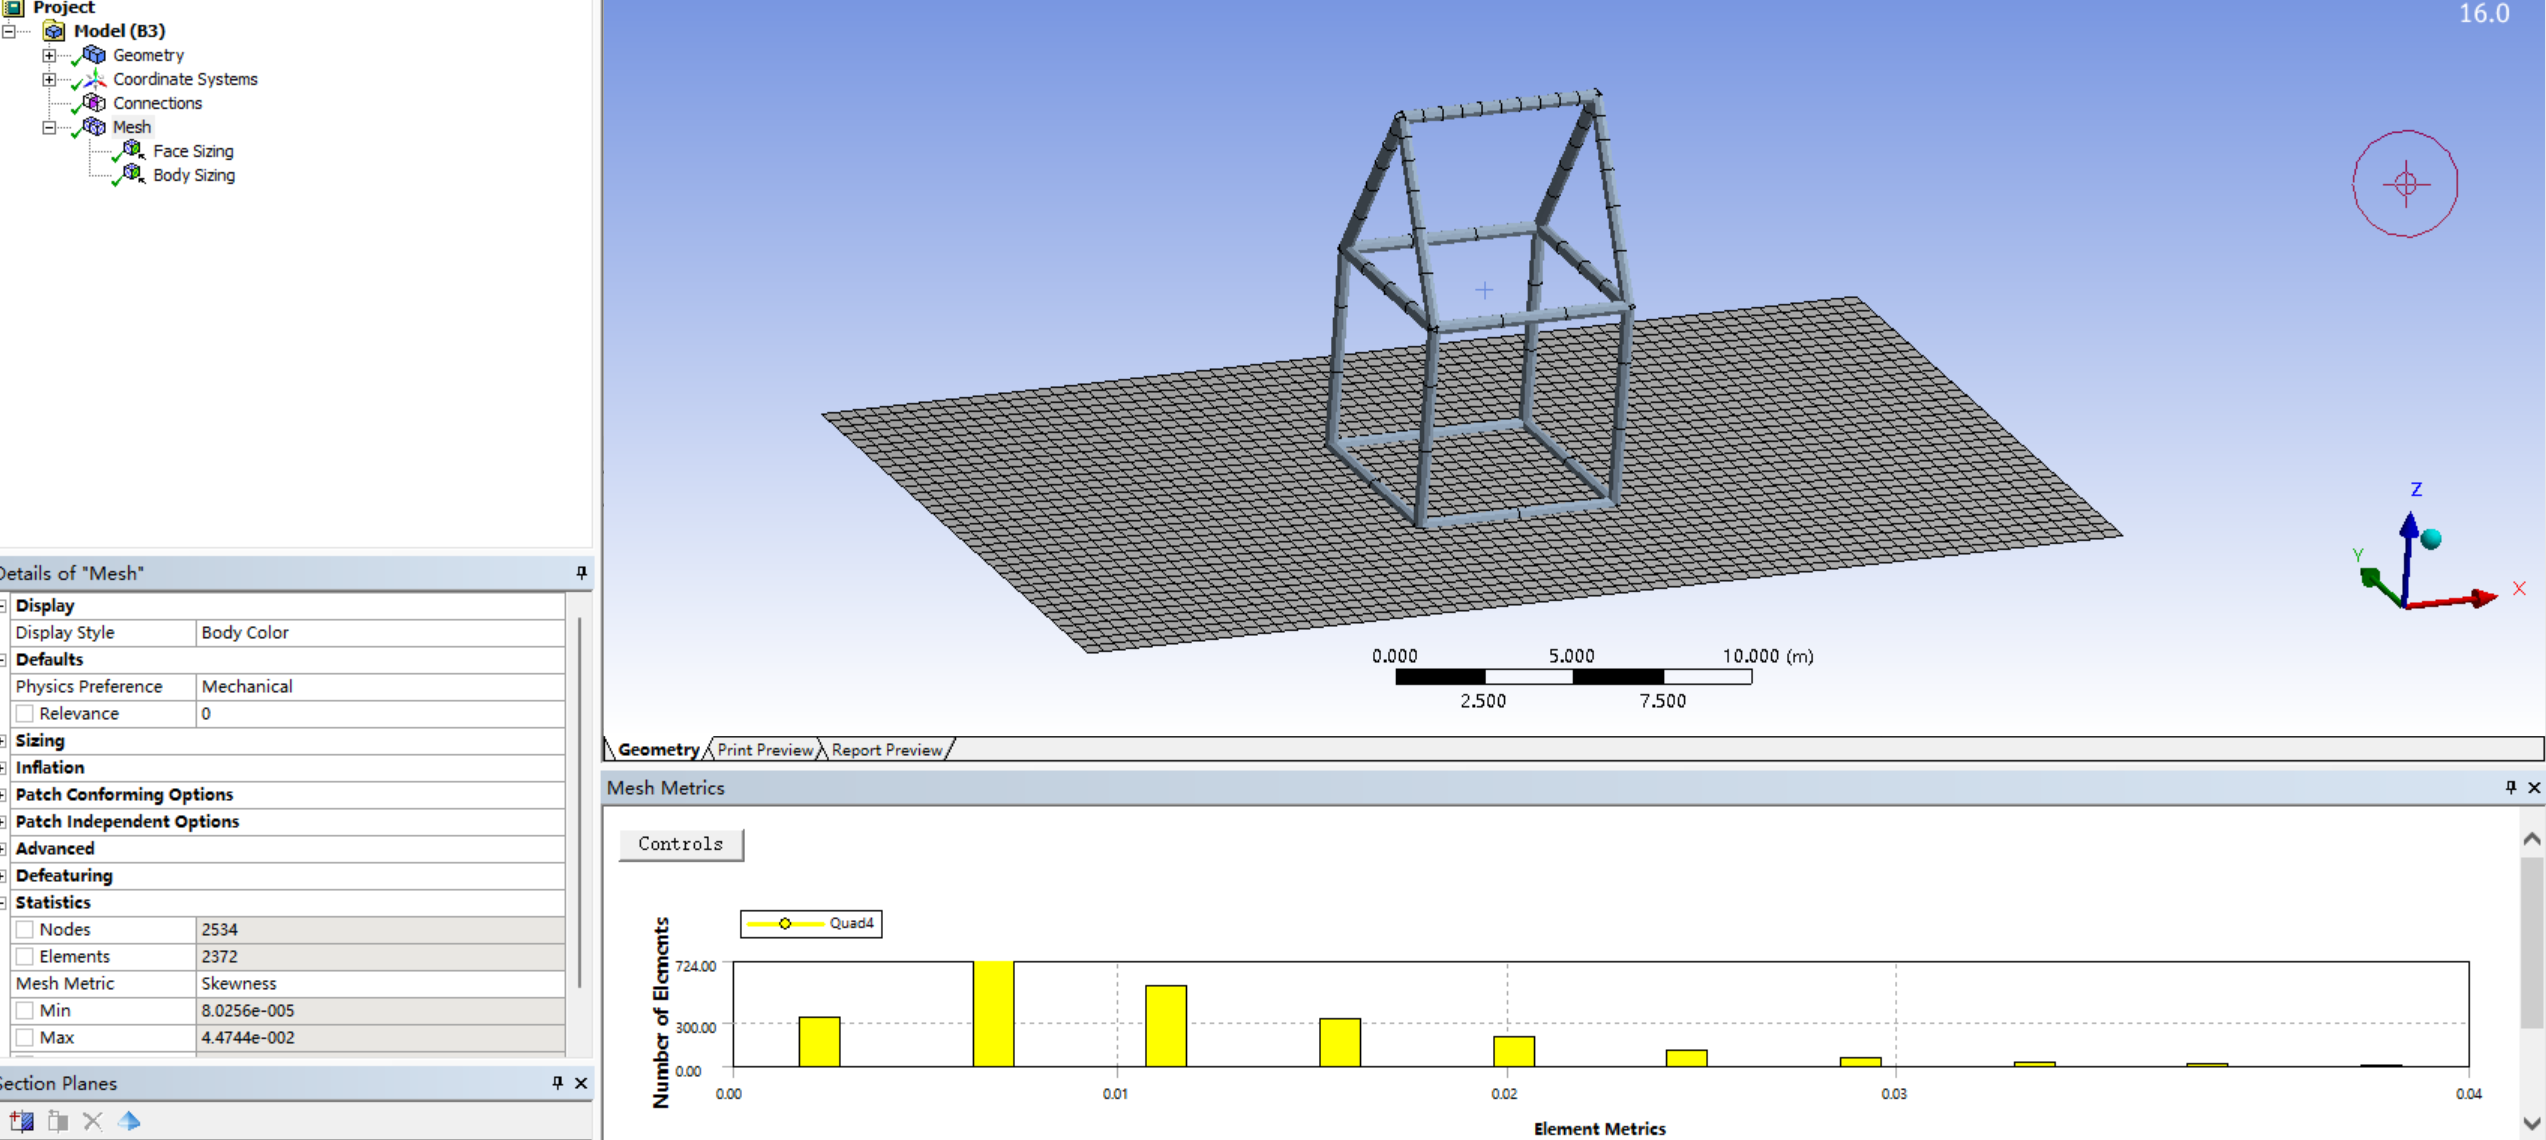 Project
Model (B3)
Geometry
Coordinate Systems
Connections
Mesh
Face Sizing
Body Sizing
Details of "Mesh"
Display
Display Style Body Color
Defaults
Physics Preference Mechanical
Relevance 0
Sizing
Inflation
Patch Conforming Options
Patch Independent Options
Advanced
Defeaturing
Statistics
Nodes 2534
Elements 2372
Mesh Metric Skewness
Min 8.0256e-005
Max 4.4744e-002
Section Planes
16.0
Z
Y
X
0.000 5.000 10.000 (m)
2.500 7.500
Geometry Print Preview Report Preview
Mesh Metrics
Controls
Quad4
Number of Elements
724.00
300.00
0.00
0.00 0.01 0.02 0.03 0.04
Element Metrics